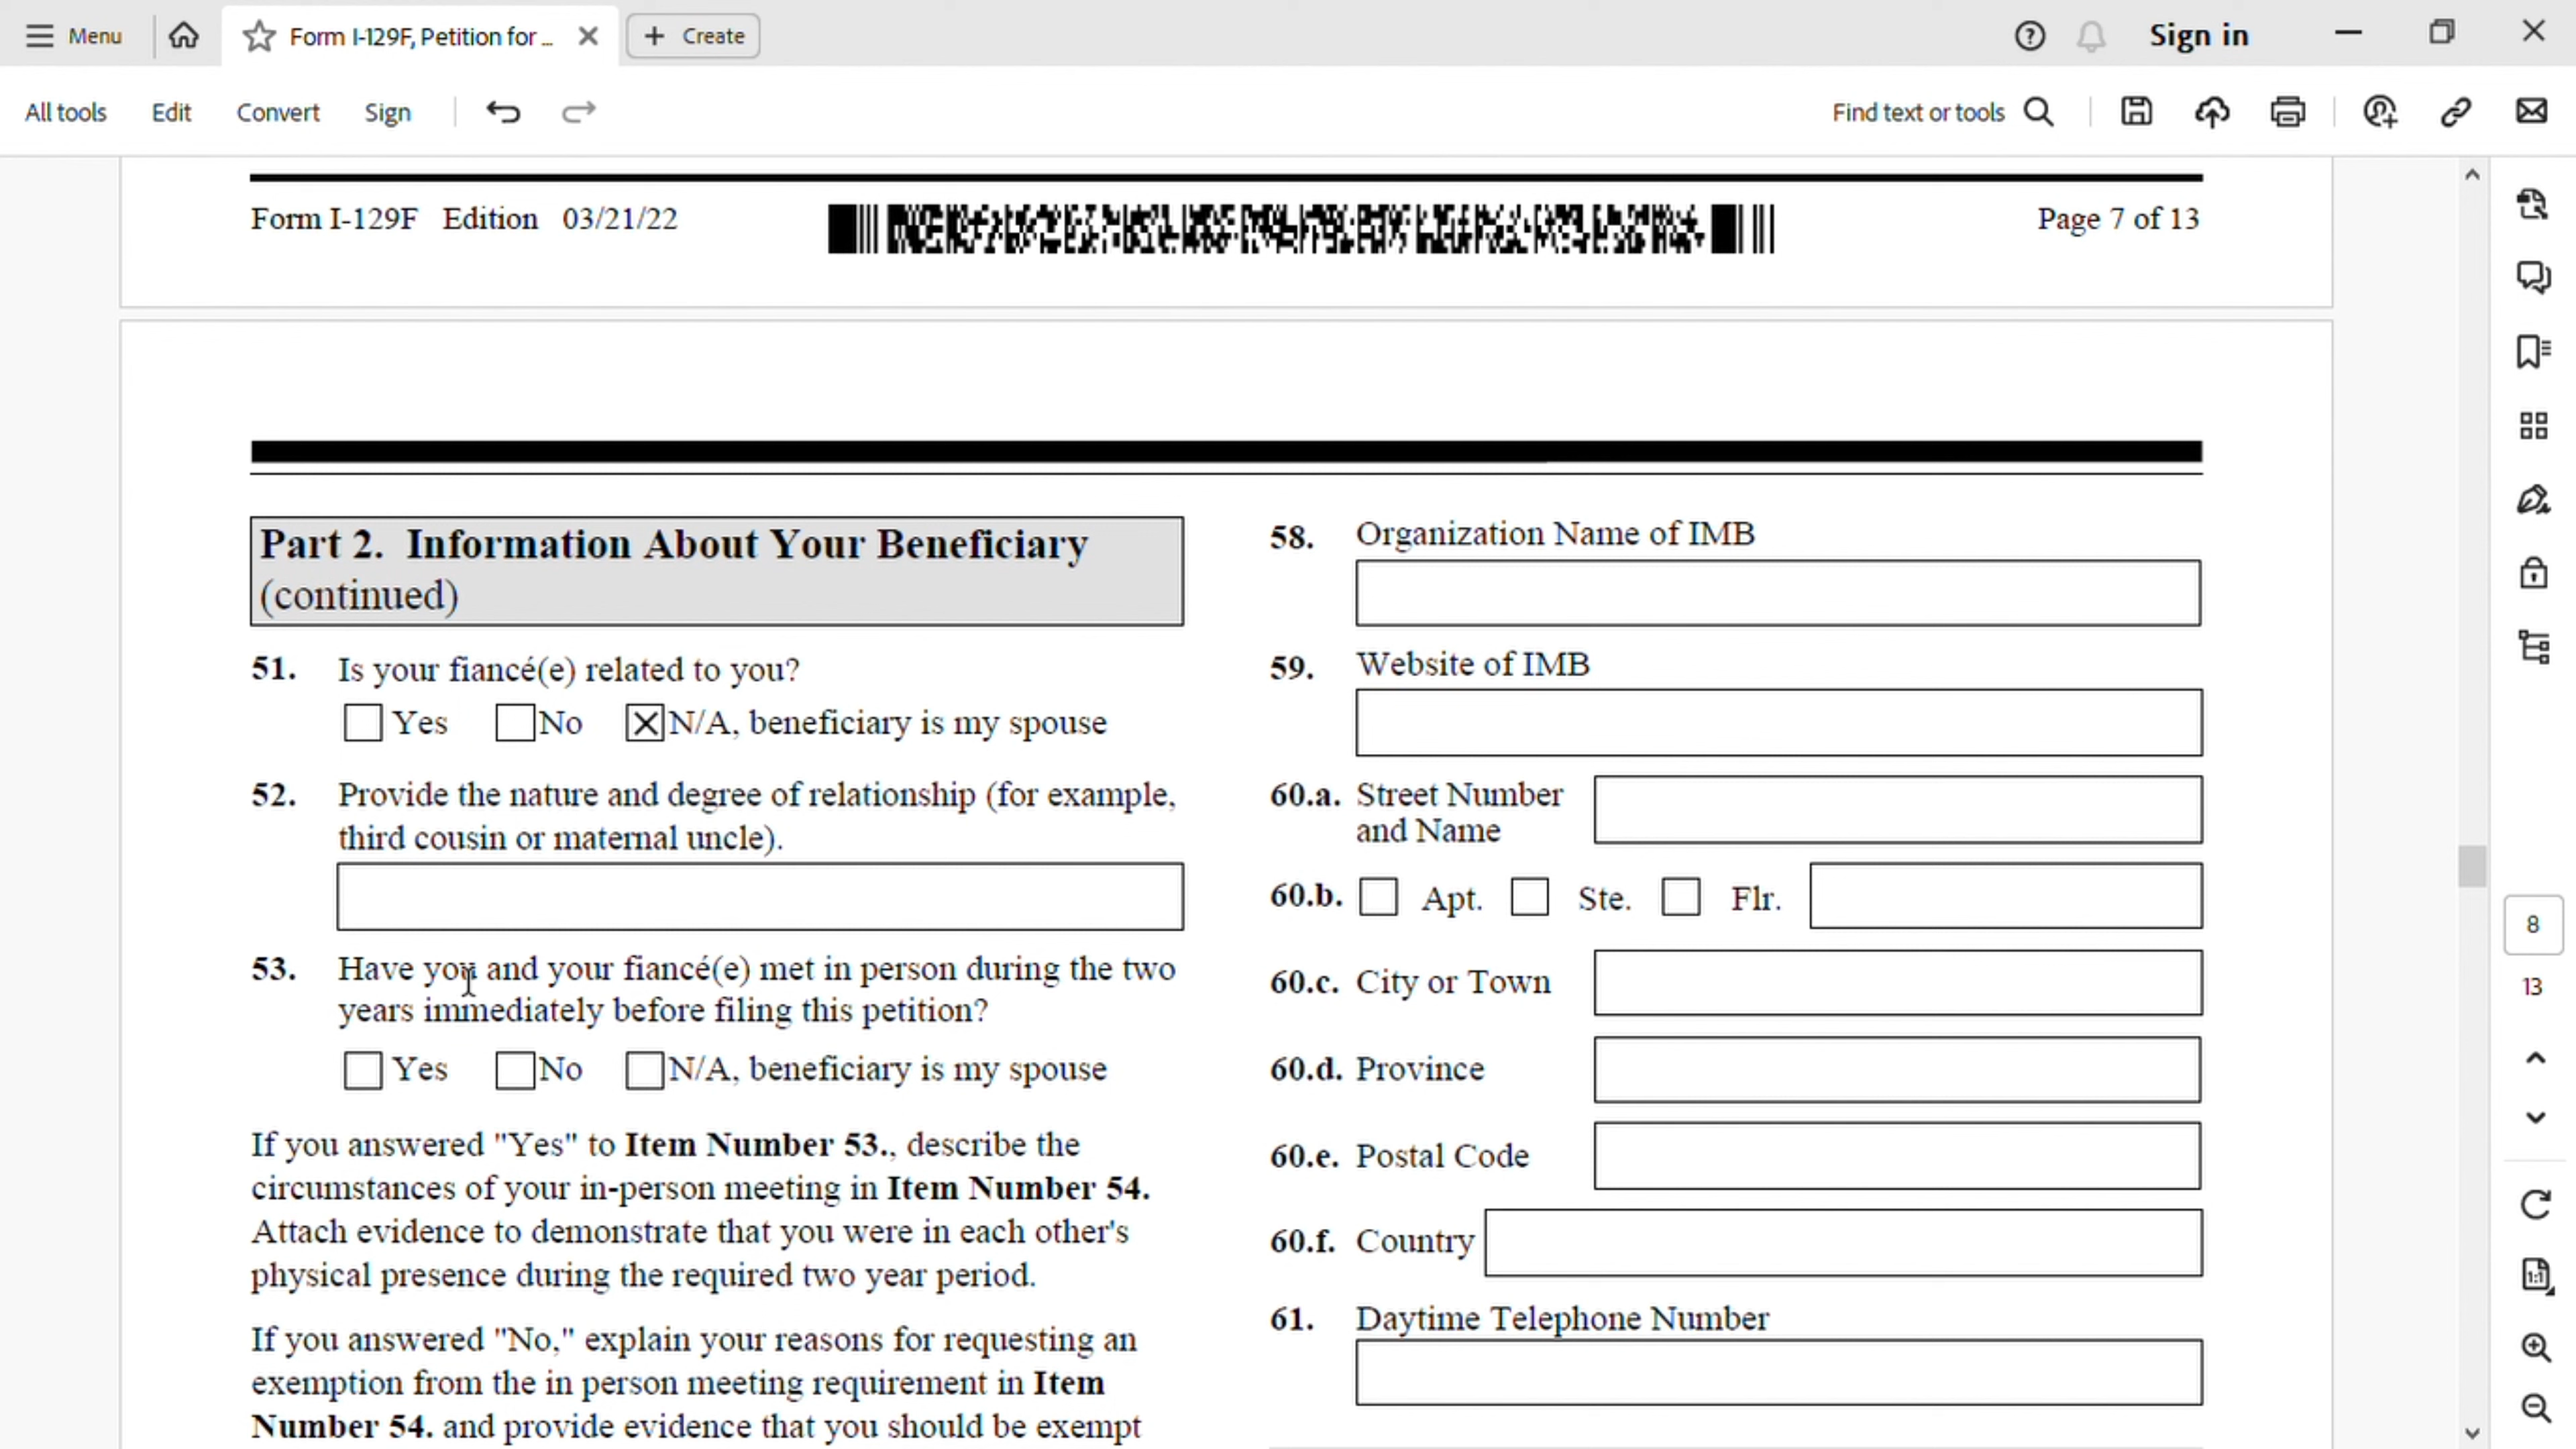 Menu
Form I-129F, Petition for ...
Create
Sign in
All tools
Edit
Convert
Sign
Find text or tools
Form I-129F Edition 03/21/22
Page 7 of 13
Part 2. Information About Your Beneficiary
(continued)
51. Is your fiancé(e) related to you?
Yes No N/A, beneficiary is my spouse
52. Provide the nature and degree of relationship (for example,
third cousin or maternal uncle).
53. Have you and your fiancé(e) met in person during the two
years immediately before filing this petition?
Yes No N/A, beneficiary is my spouse
If you answered "Yes" to Item Number 53., describe the
circumstances of your in-person meeting in Item Number 54.
Attach evidence to demonstrate that you were in each other's
physical presence during the required two year period.
If you answered "No," explain your reasons for requesting an
exemption from the in person meeting requirement in Item
Number 54. and provide evidence that you should be exempt
58. Organization Name of IMB
59. Website of IMB
60.a. Street Number
and Name
60.b. Apt. Ste. Flr.
60.c. City or Town
60.d. Province
60.e. Postal Code
60.f. Country
61. Daytime Telephone Number
8
13
1:1